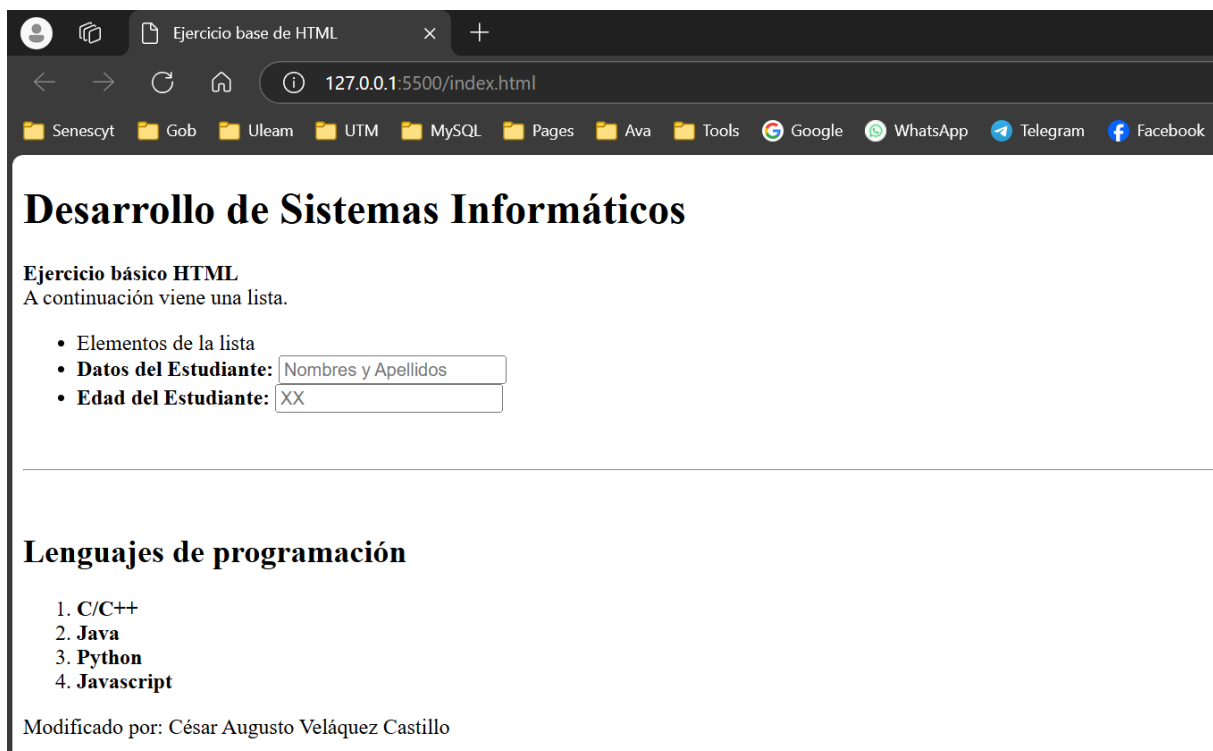 Ejercicio base de HTML
127.0.0.1:5500/index.html
Senescyt Gob Uleam UTM MySQL Pages Ava Tools Google WhatsApp Telegram Facebook
Desarrollo de Sistemas Informáticos
Ejercicio básico HTML
A continuación viene una lista.
• Elementos de la lista
• Datos del Estudiante: Nombres y Apellidos
• Edad del Estudiante: XX
Lenguajes de programación
1. C/C++
2. Java
3. Python
4. Javascript
Modificado por: César Augusto Veláquez Castillo